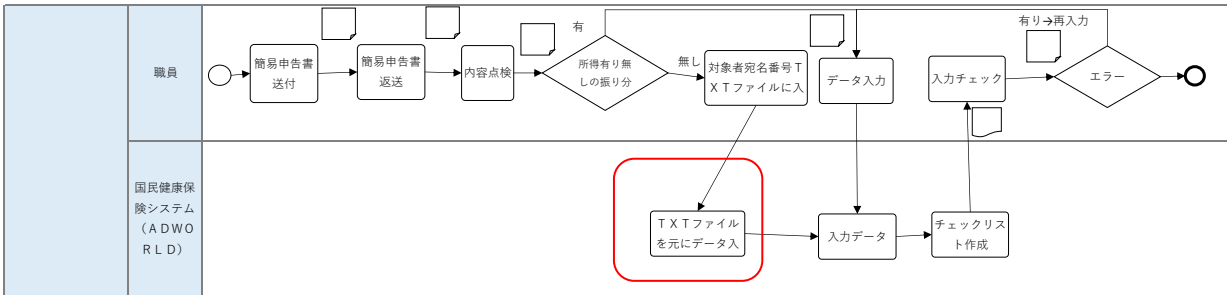 職員
簡易申告書
送付
簡易申告書
返送
内容点検
有
所得有り無
しの振り分
無し
対象者宛名番号T
XTファイルに入
データ入力
入力チェック
有り→再入力
エラー
国民健康保
険システム
(ADWO
RLD)
TXTファイル
を元にデータ入
入力データ
チェックリス
ト作成